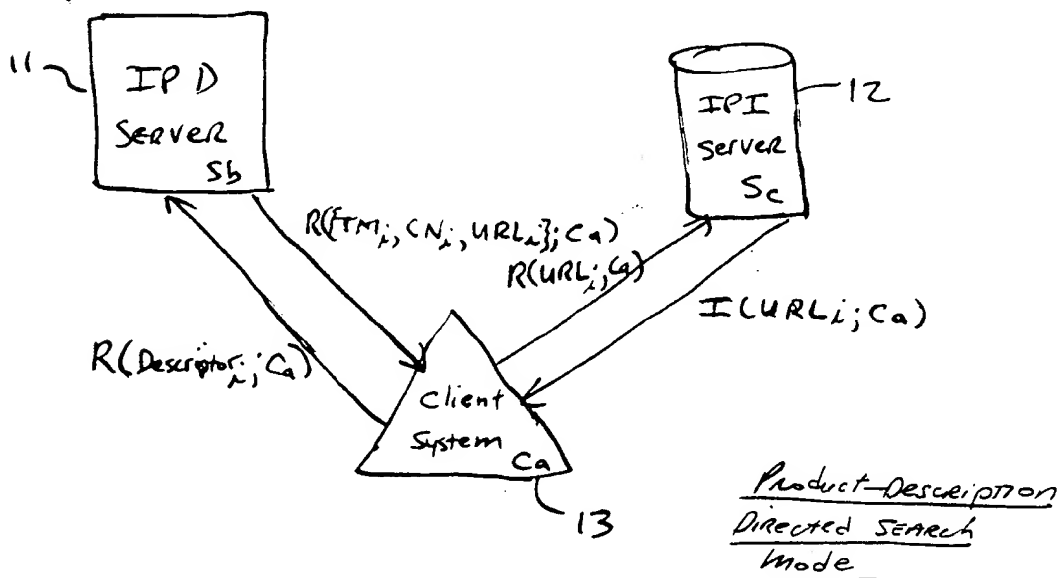 11
IPD
SERVER
Sb
12
IPI
Server
Sc
R({TMi, CNi, URLi}; Ca)
R(URLi, Ca)
I(URLi; Ca)
R(Descriptori; Ca)
Client
System
Ca
13
Product-Description
Directed SEARCH
Mode